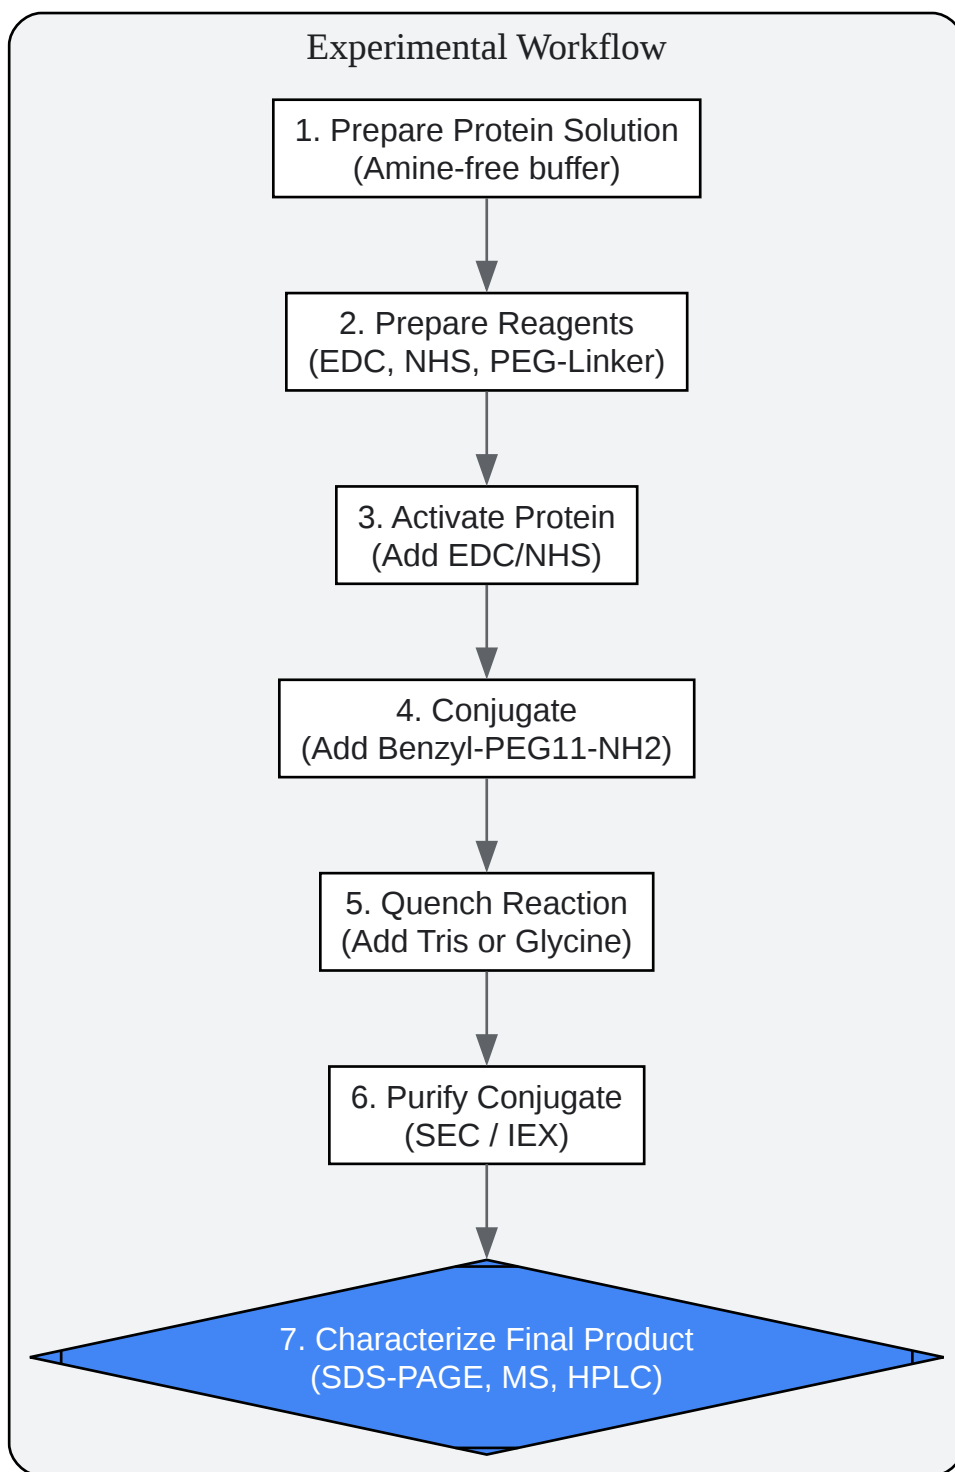 Experimental Workflow
1. Prepare Protein Solution
(Amine-free buffer)
2. Prepare Reagents
(EDC, NHS, PEG-Linker)
3. Activate Protein
(Add EDC/NHS)
4. Conjugate
(Add Benzyl-PEG11-NH2)
5. Quench Reaction
(Add Tris or Glycine)
6. Purify Conjugate
(SEC / IEX)
7. Characterize Final Product
(SDS-PAGE, MS, HPLC)